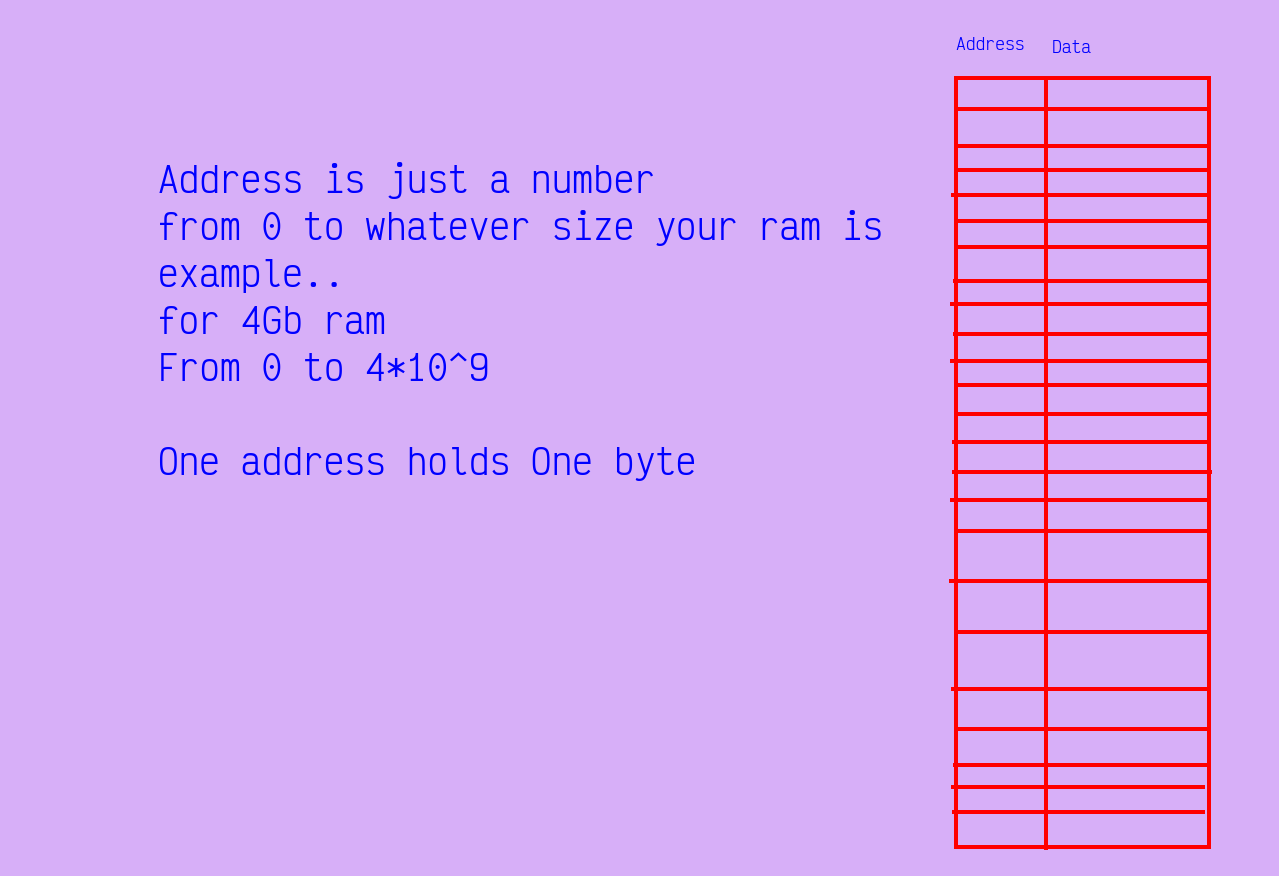 Address Data
Address is just a number
from 0 to whatever size your ram is
example..
for 4Gb ram
From 0 to 4*10^9
One address holds One byte